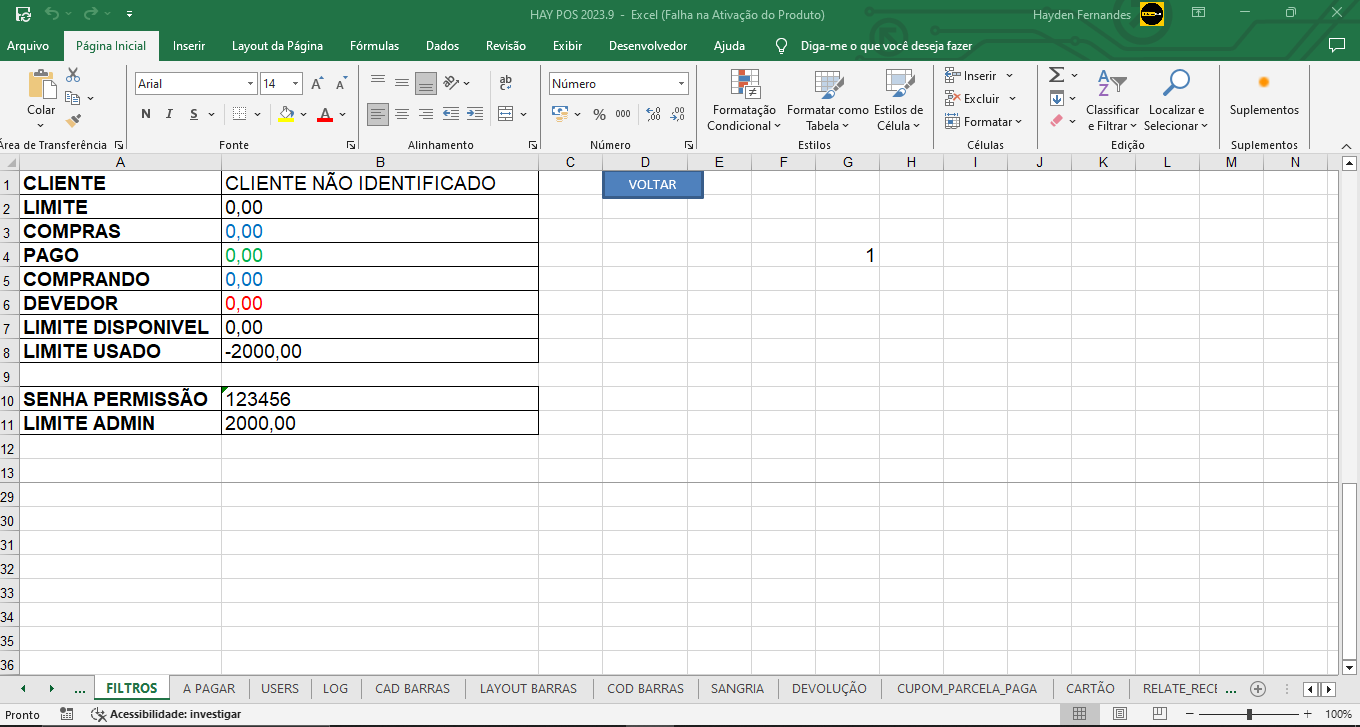 HAY POS 2023.9 - Excel (Falha na Ativação do Produto)
Hayden Fernandes
Arquivo Página Inicial Inserir Layout da Página Fórmulas Dados Revisão Exibir Desenvolvedor Ajuda Diga-me o que você deseja fazer
Colar
Área de Transferência
Arial 14
N I S
Fonte
ab
Alinhamento
Número
% 000
Número
Formatação Condicional
Formatar como Tabela
Estilos de Célula
Estilos
Inserir
Excluir
Formatar
Células
Classificar e Filtrar
Localizar e Selecionar
Edição
Suplementos
Suplementos
A B C D E F G H I J K L M N
1 CLIENTE CLIENTE NÃO IDENTIFICADO VOLTAR
2 LIMITE 0,00
3 COMPRAS 0,00
4 PAGO 0,00 1
5 COMPRANDO 0,00
6 DEVEDOR 0,00
7 LIMITE DISPONIVEL 0,00
8 LIMITE USADO -2000,00
9
10 SENHA PERMISSÃO 123456
11 LIMITE ADMIN 2000,00
12
13
29
30
31
32
33
34
35
36
... FILTROS A PAGAR USERS LOG CAD BARRAS LAYOUT BARRAS COD BARRAS SANGRIA DEVOLUÇÃO CUPOM_PARCELA_PAGA CARTÃO RELATE_RECE ...
Pronto Acessibilidade: investigar 100%